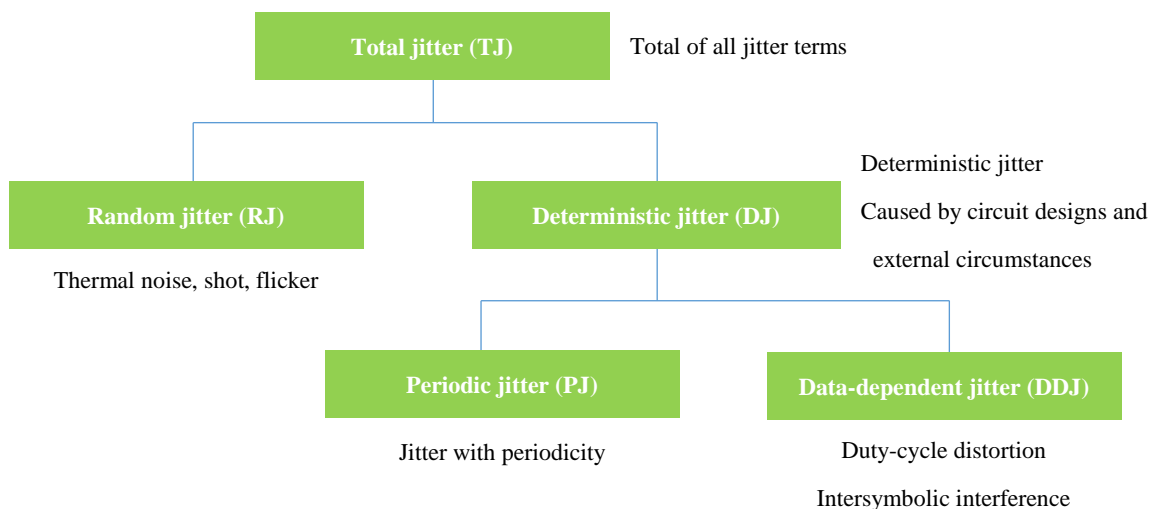 Total jitter (TJ)
Total of all jitter terms
Deterministic jitter
Random jitter (RJ)
Deterministic jitter (DJ)
Caused by circuit designs and
external circumstances
Thermal noise, shot, flicker
Periodic jitter (PJ)
Data-dependent jitter (DDJ)
Jitter with periodicity
Duty-cycle distortion
Intersymbolic interference